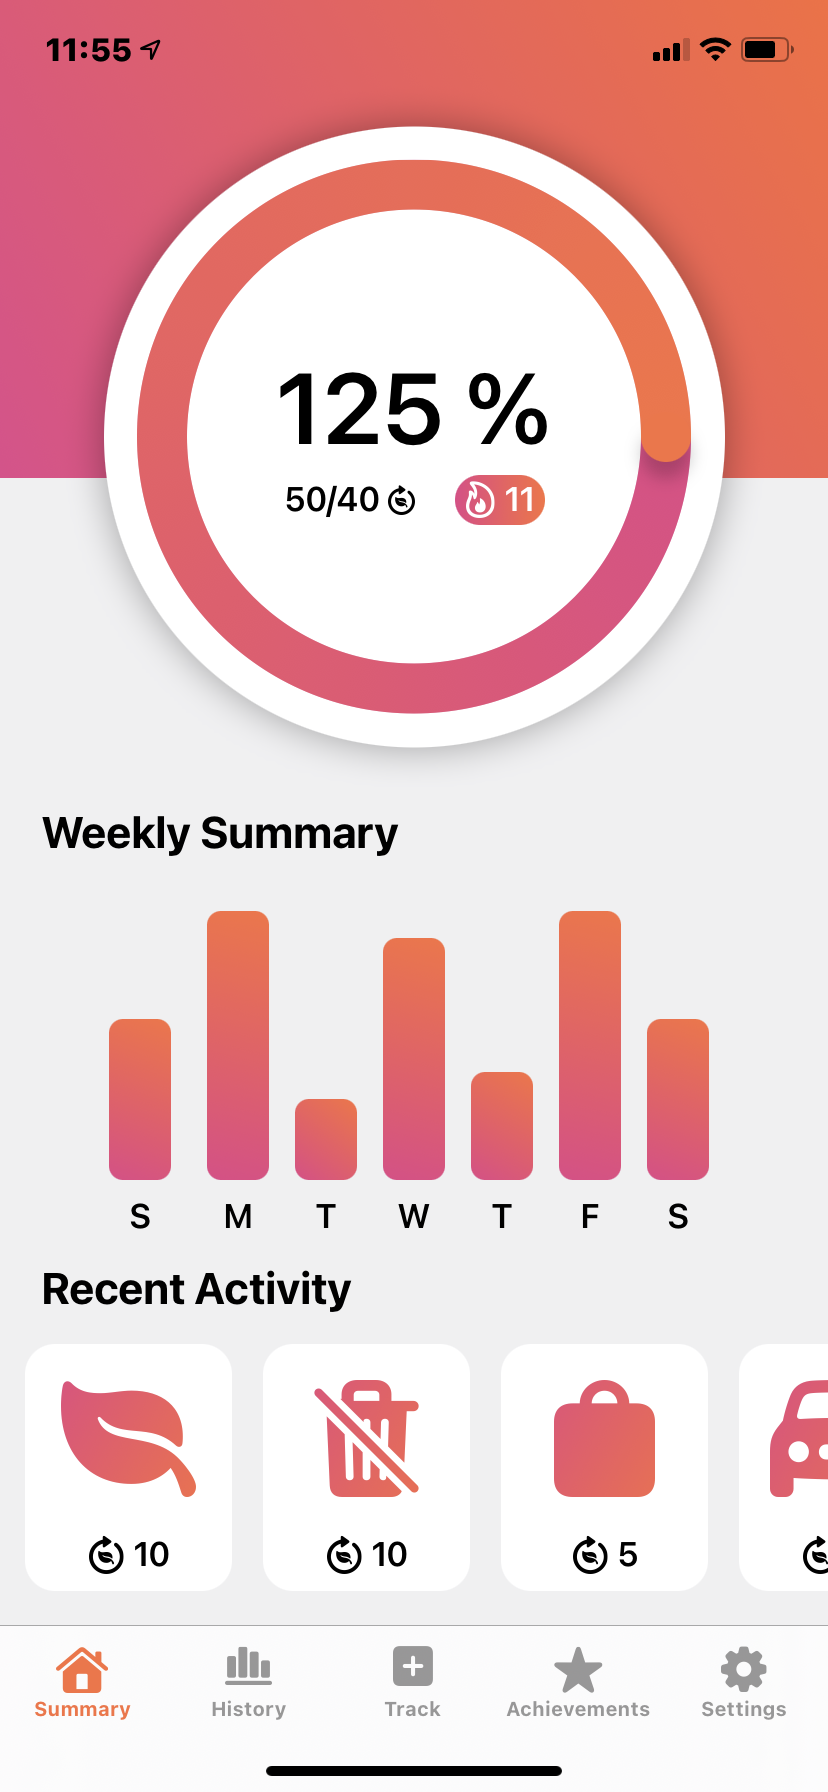 11:55
125 %
50/40 11
Weekly Summary
S M T W T F S
Recent Activity
10 10 5
Summary History Track Achievements Settings